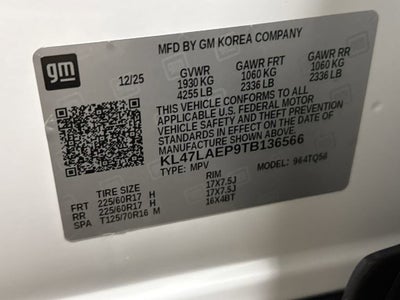 gm
MFD BY GM KOREA COMPANY
12/25 GVWR GAWR FRT GAWR RR
1930 KG 1060 KG 1060 KG
4255 LB 2336 LB 2336 LB
THIS VEHICLE CONFORMS TO ALL
APPLICABLE U.S. FEDERAL MOTOR
VEHICLE SAFETY AND THEFT PREVENTION
STANDARDS IN EFFECT ON THE DATE OF
MANUFACTURE SHOWN ABOVE.
KL47LAEP9TB136566
TYPE: MPV 964TQ56
TIRE SIZE RIM
FRT 225/60R17 H 17X7.5J
RR 225/60R17 H 17X7.5J
SPA T125/70R16 M 16X4BT